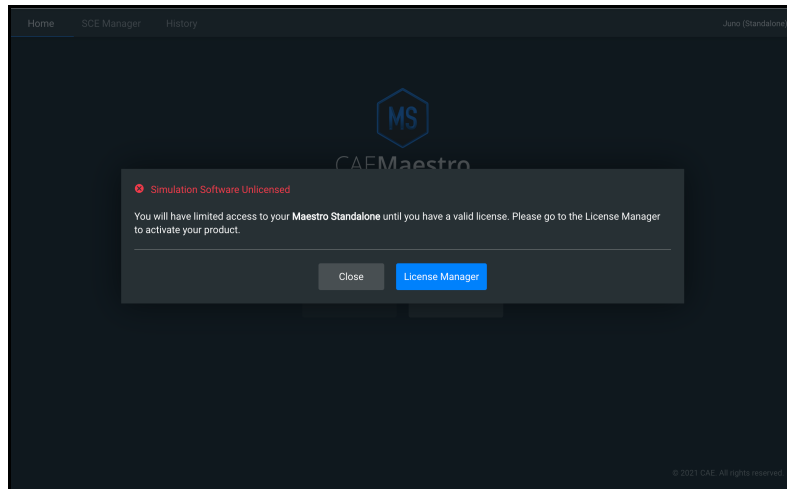 Home SCE Manager History Juno (Standalone)
MS
CAEMaestro
Simulation Software Unlicensed
You will have limited access to your Maestro Standalone until you have a valid license. Please go to the License Manager
to activate your product.
Close License Manager
© 2021 CAE. All rights reserved